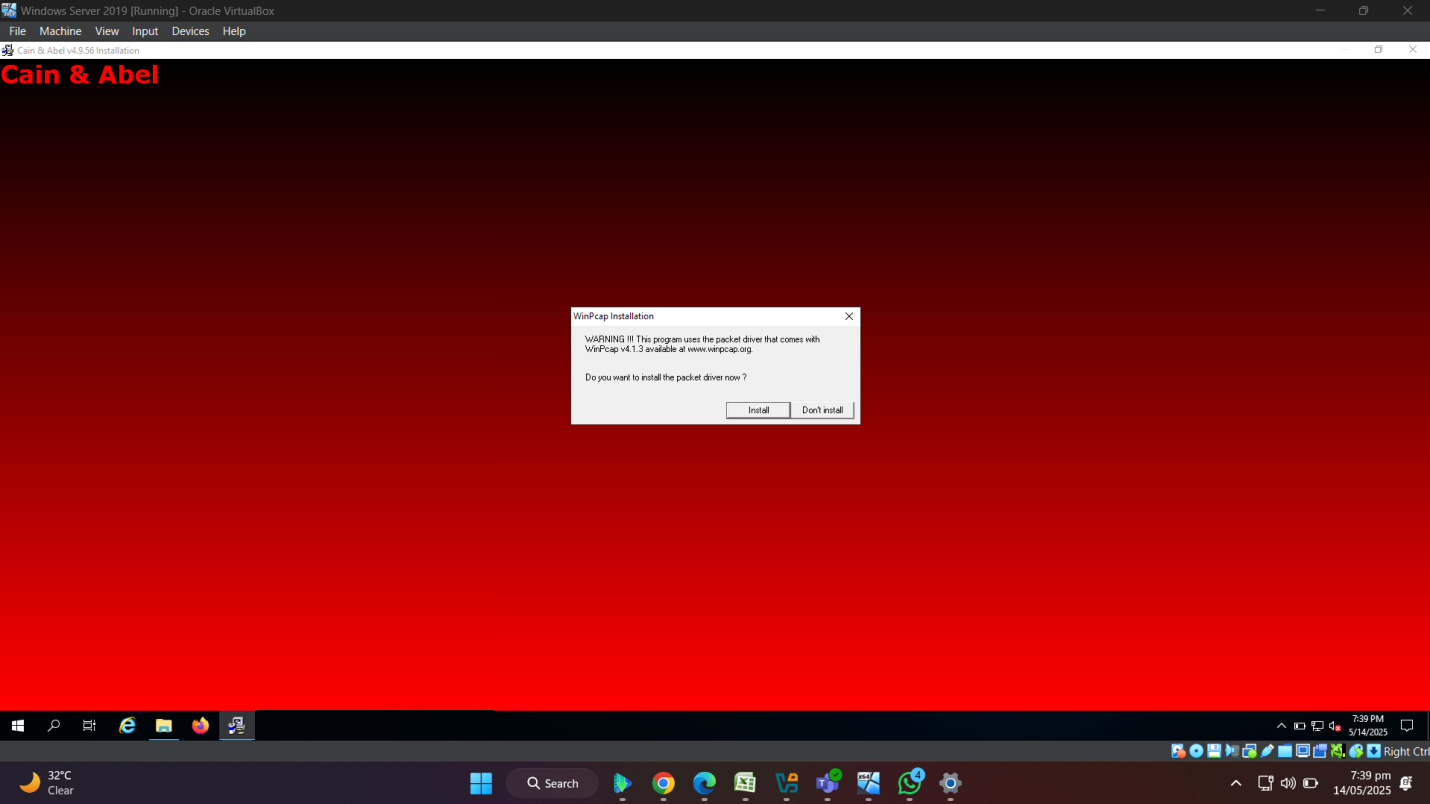 Windows Server 2019 [Running] - Oracle VirtualBox
File Machine View Input Devices Help
Cain & Abel v4.9.56 Installation
Cain & Abel
WinPcap Installation
WARNING !!! This program uses the packet driver that comes with
WinPcap v4.1.3 available at www.winpcap.org.
Do you want to install the packet driver now ?
Install Don't install
7:39 PM
5/14/2025
Right Ctrl
32°C
Clear
Search
4
7:39 pm
14/05/2025